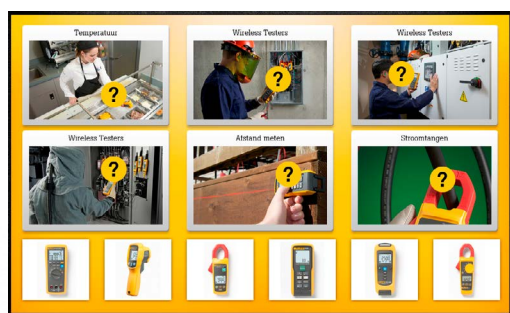 Temperatuur
Wireless Testers
Wireless Testers
Wireless Testers
Afstand meten
Stroomtangen
?
?
?
?
?
?